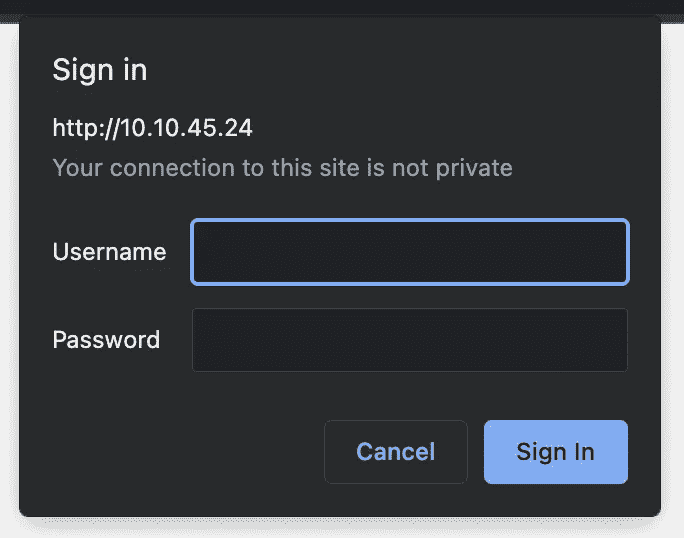 Sign in
http://10.10.45.24
Your connection to this site is not private
Username
Password
Cancel Sign In